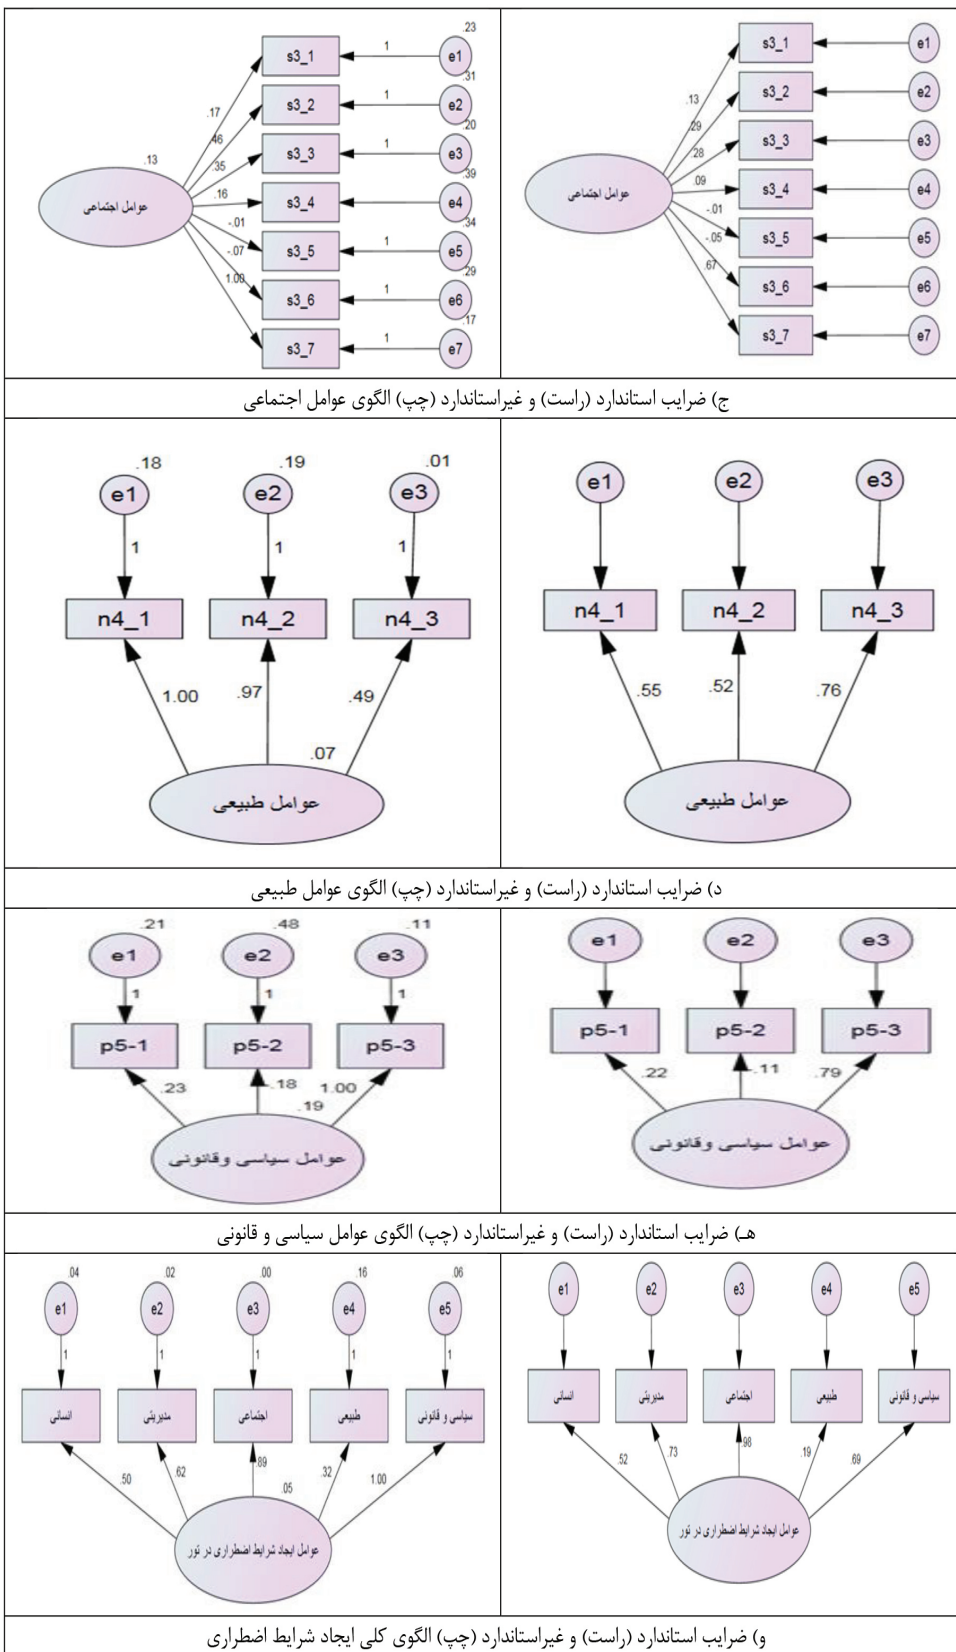 .23
s3_1
1
e1
.31
s3_2
1
e2
.20
s3_3
1
e3
.39
s3_4
e4
.34
s3_5
1
e5
.29
s3_6
1
e6
.17
s3_7
1
e7
.17
.46
.35
.16
-.01
-.07
1.00
.13
عوامل اجتماعی
s3_1
e1
s3_2
e2
s3_3
e3
s3_4
e4
s3_5
e5
s3_6
e6
s3_7
e7
.13
.29
.28
.09
-.01
-.05
.67
عوامل اجتماعی
ج) ضرایب استاندارد (راست) و غیراستاندارد (چپ) الگوی عوامل اجتماعی
.18 .19 .01
e1 e2 e3
1 1 1
n4_1 n4_2 n4_3
1.00 .97 .49
.07
عوامل طبیعی
e1 e2 e3
n4_1 n4_2 n4_3
.55 .52 .76
عوامل طبیعی
د) ضرایب استاندارد (راست) و غیراستاندارد (چپ) الگوی عوامل طبیعی
.21 .48 .11
e1 e2 e3
1 1 1
p5-1 p5-2 p5-3
.23 -.18 1.00
.19
عوامل سیاسی وقانونی
e1 e2 e3
p5-1 p5-2 p5-3
.22 -.11 .79
عوامل سیاسی وقانونی
هـ) ضرایب استاندارد (راست) و غیراستاندارد (چپ) الگوی عوامل سیاسی و قانونی
.04 .02 .00 .16 .06
e1 e2 e3 e4 e5
1 1 1 1 1
انسانی مدیریتی اجتماعی طبیعی سیاسی و قانونی
.50 .62 .89 .32 1.00
.05
عوامل ایجاد شرایط اضطراری در تور
e1 e2 e3 e4 e5
انسانی مدیریتی اجتماعی طبیعی سیاسی و قانونی
.52 .73 .98 .19 .69
عوامل ایجاد شرایط اضطراری در تور
و) ضرایب استاندارد (راست) و غیراستاندارد (چپ) الگوی کلی ایجاد شرایط اضطراری